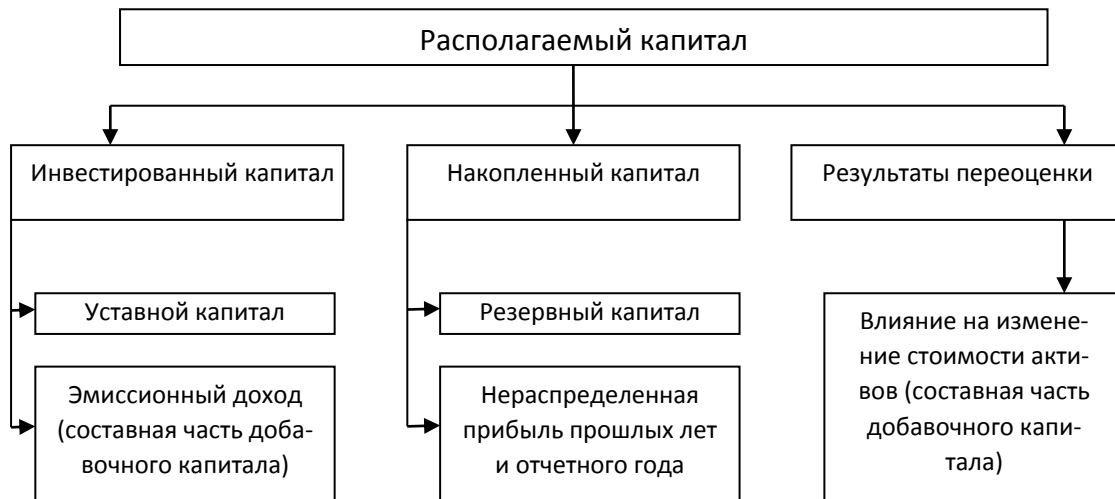 Располагаемый капитал
Инвестированный капитал
Накопленный капитал
Результаты переоценки
Уставной капитал
Резервный капитал
Эмиссионный доход
(составная часть доба-
вочного капитала)
Нераспределенная
прибыль прошлых лет
и отчетного года
Влияние на измене-
ние стоимости акти-
вов (составная часть
добавочного капи-
тала)